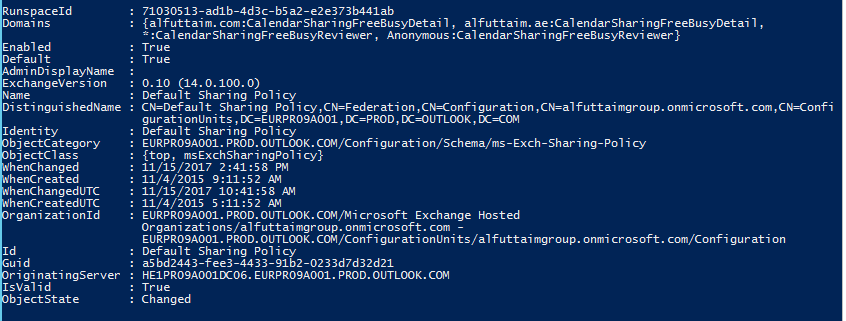 RunspaceId : 71030513-ad1b-4d3c-b5a2-e2e373b441ab
Domains : {alfuttaim.com:CalendarSharingFreeBusyDetail, alfuttaim.ae:CalendarSharingFreeBusyDetail,
*:CalendarSharingFreeBusyReviewer, Anonymous:CalendarSharingFreeBusyReviewer}
Enabled : True
Default : True
AdminDisplayName :
ExchangeVersion : 0.10 (14.0.100.0)
Name : Default Sharing Policy
DistinguishedName : CN=Default Sharing Policy,CN=Federation,CN=Configuration,CN=alfuttaimgroup.onmicrosoft.com,CN=Confi
gurationUnits,DC=EURPR09A001,DC=PROD,DC=OUTLOOK,DC=COM
Identity : Default Sharing Policy
ObjectCategory : EURPR09A001.PROD.OUTLOOK.COM/Configuration/Schema/ms-Exch-Sharing-Policy
ObjectClass : {top, msExchSharingPolicy}
WhenChanged : 11/15/2017 2:41:58 PM
WhenCreated : 11/4/2015 9:11:52 AM
WhenChangedUTC : 11/15/2017 10:41:58 AM
WhenCreatedUTC : 11/4/2015 5:11:52 AM
OrganizationId : EURPR09A001.PROD.OUTLOOK.COM/Microsoft Exchange Hosted
Organizations/alfuttaimgroup.onmicrosoft.com -
EURPR09A001.PROD.OUTLOOK.COM/ConfigurationUnits/alfuttaimgroup.onmicrosoft.com/Configuration
Id : Default Sharing Policy
Guid : a5bd2443-fee3-4433-91b2-0233d7d32d21
OriginatingServer : HE1PR09A001DC06.EURPR09A001.PROD.OUTLOOK.COM
IsValid : True
ObjectState : Changed